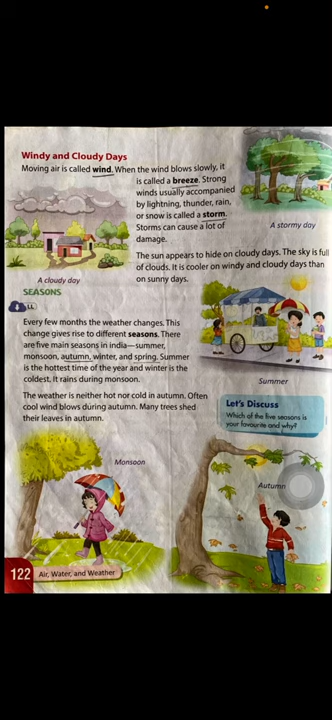 Windy and Cloudy Days
Moving air is called wind. When the wind blows slowly, it
is called a breeze. Strong
winds usually accompanied
by lightning, thunder, rain,
or snow is called a storm.
Storms can cause a lot of
damage.
A stormy day
The sun appears to hide on cloudy days. The sky is full
of clouds. It is cooler on windy and cloudy days than
on sunny days.
A cloudy day
SEASONS
LL
Every few months the weather changes. This
change gives rise to different seasons. There
are five main seasons in india—summer,
monsoon, autumn, winter, and spring. Summer
is the hottest time of the year and winter is the
coldest. It rains during monsoon.
Summer
The weather is neither hot nor cold in autumn. Often
cool wind blows during autumn. Many trees shed
their leaves in autumn.
Let's Discuss
Which of the five seasons is
your favourite and why?
Monsoon
Autumn
122 Air, Water, and Weather